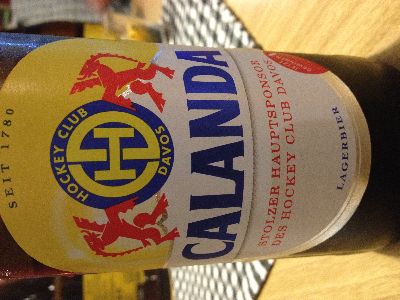 SEIT 1780
HOCKEY CLUB
DAVOS
CALANDA
STOLZER HAUPTSPONSOR
DES HOCKEY CLUB DAVOS
LAGERBIER